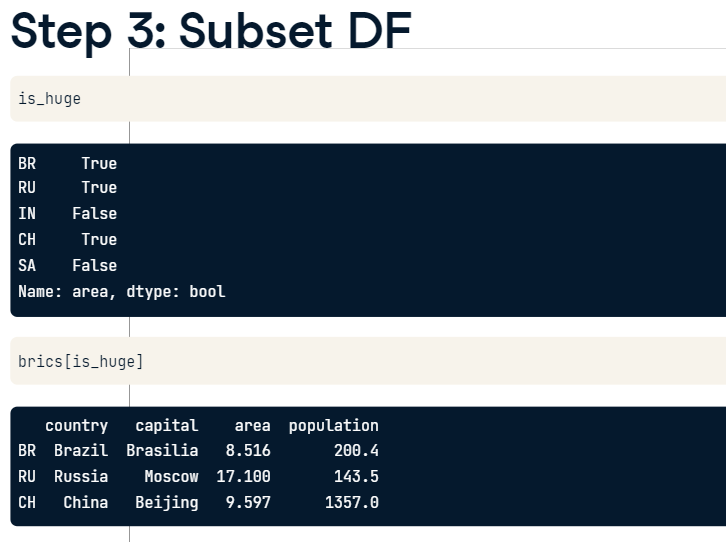 Step 3: Subset DF
is_huge
BR     True
RU     True
IN    False
CH     True
SA    False
Name: area, dtype: bool
brics[is_huge]
   country   capital    area  population
BR  Brazil  Brasilia   8.516       200.4
RU  Russia    Moscow  17.100       143.5
CH   China   Beijing   9.597      1357.0